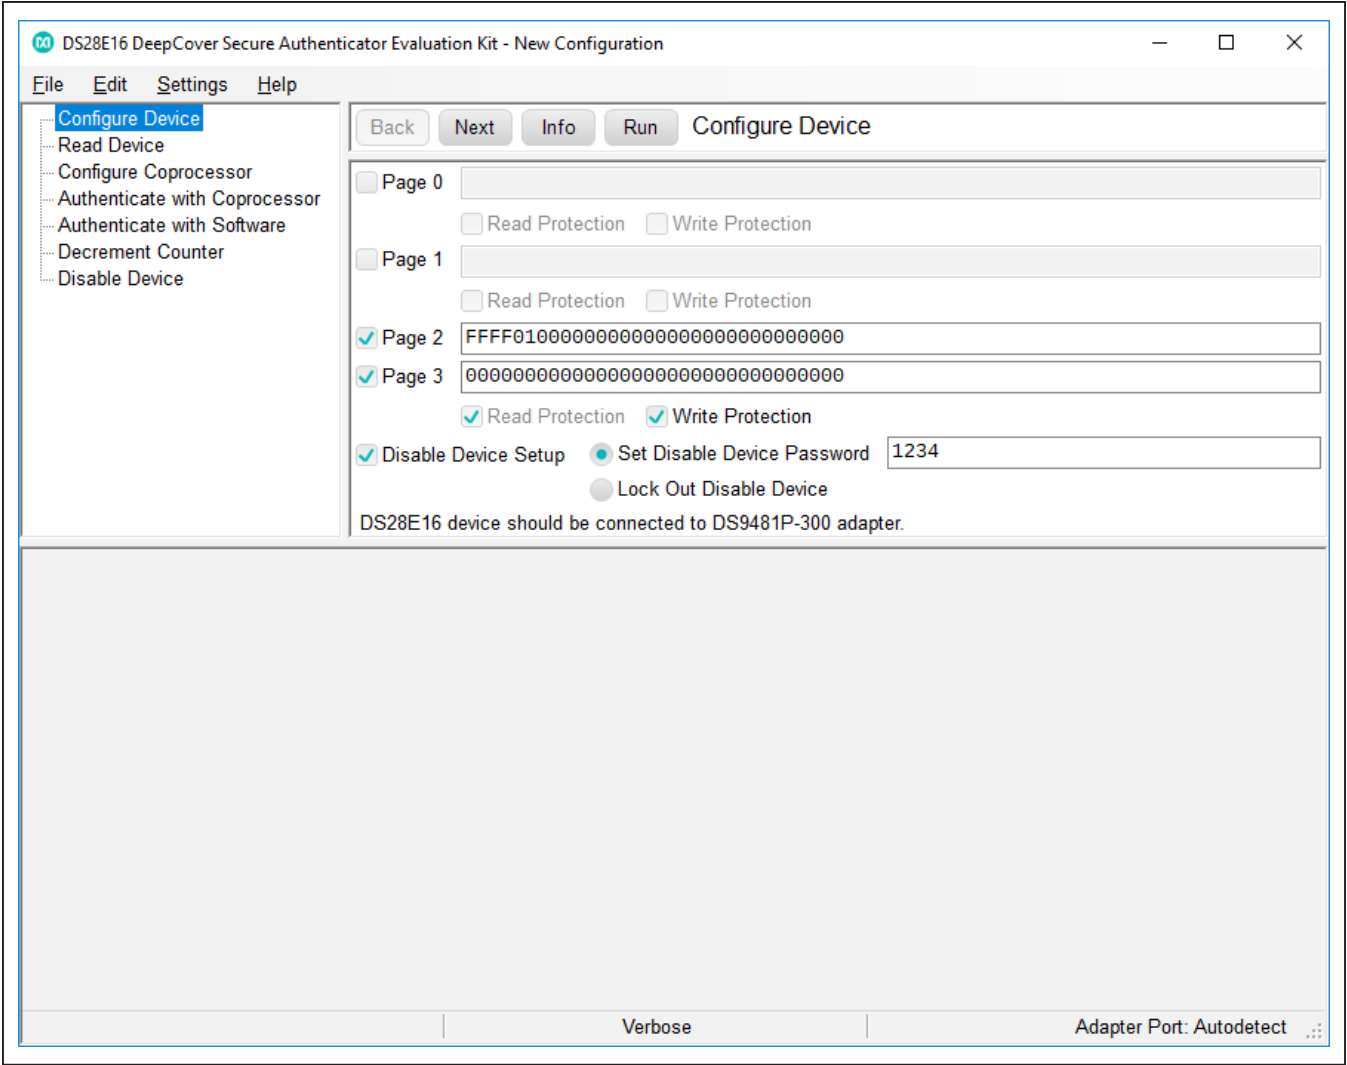 DS28E16 DeepCover Secure Authenticator Evaluation Kit - New Configuration
File Edit Settings Help
Configure Device
Read Device
Configure Coprocessor
Authenticate with Coprocessor
Authenticate with Software
Decrement Counter
Disable Device
Back Next Info Run Configure Device
Page 0
Read Protection Write Protection
Page 1
Read Protection Write Protection
Page 2 FFFF0100000000000000000000000000
Page 3 00000000000000000000000000000000
Read Protection Write Protection
Disable Device Setup Set Disable Device Password 1234
Lock Out Disable Device
DS28E16 device should be connected to DS9481P-300 adapter.
Verbose Adapter Port: Autodetect